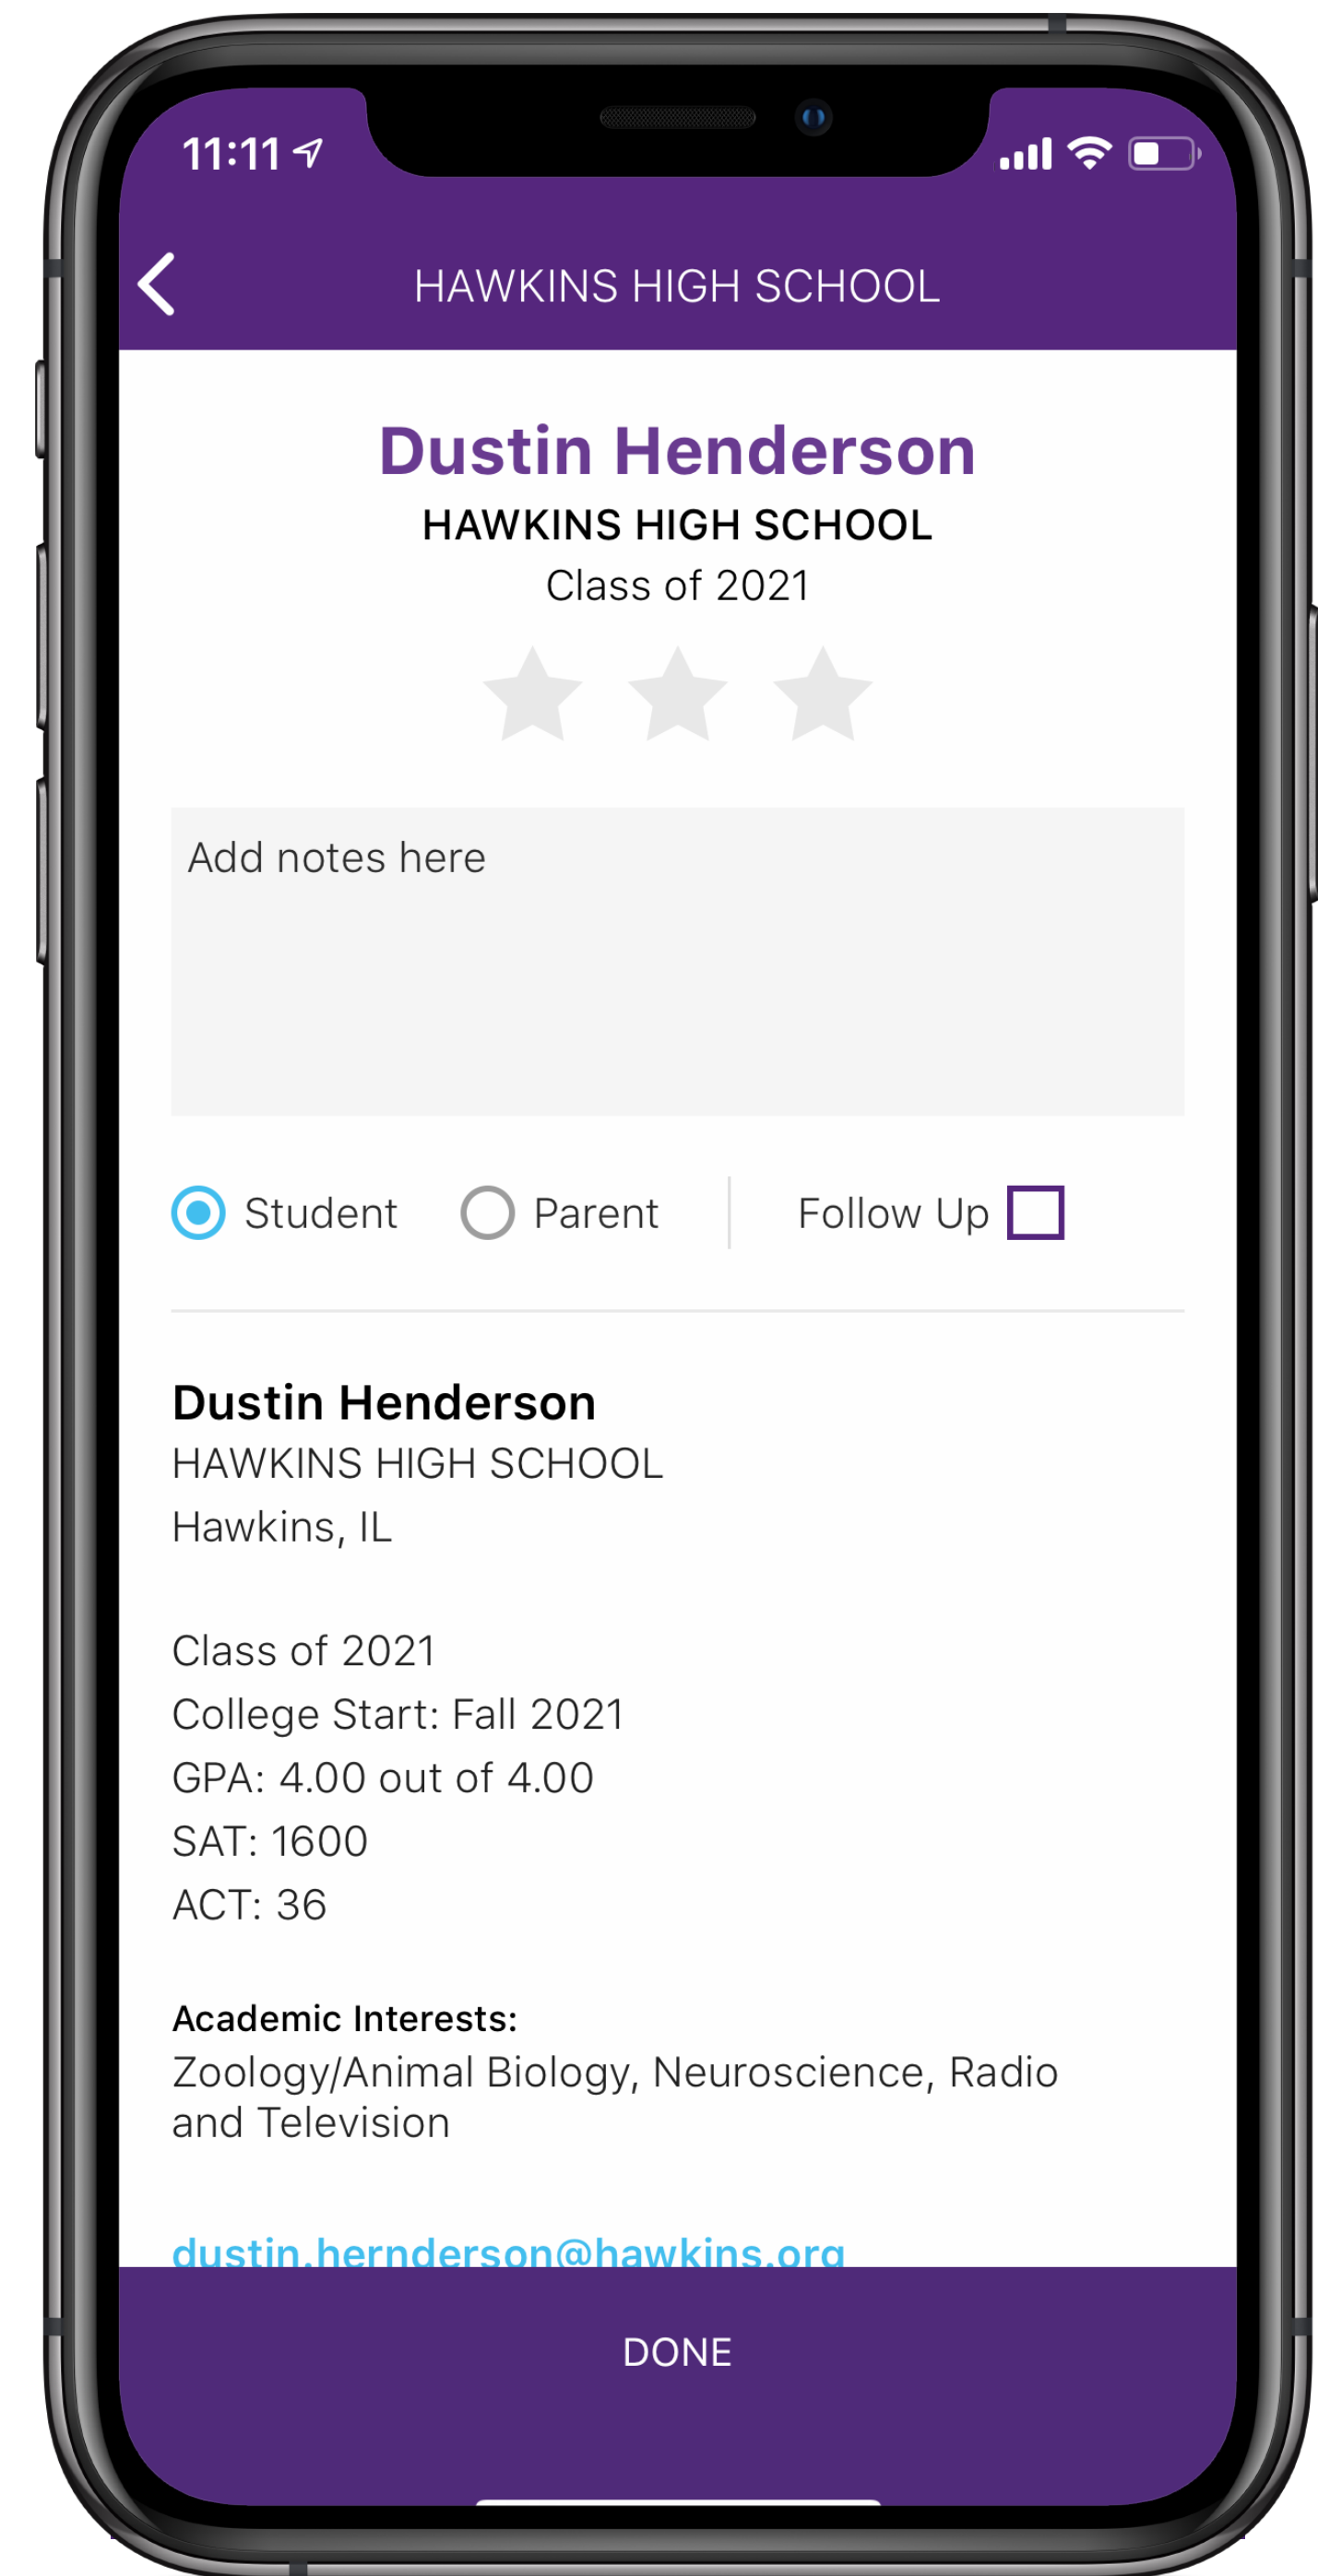 11:11
HAWKINS HIGH SCHOOL
Dustin Henderson
HAWKINS HIGH SCHOOL
Class of 2021
Add notes here
Student Parent Follow Up
Dustin Henderson
HAWKINS HIGH SCHOOL
Hawkins, IL
Class of 2021
College Start: Fall 2021
GPA: 4.00 out of 4.00
SAT: 1600
ACT: 36
Academic Interests:
Zoology/Animal Biology, Neuroscience, Radio
and Television
dustin.hernderson@hawkins.org
DONE